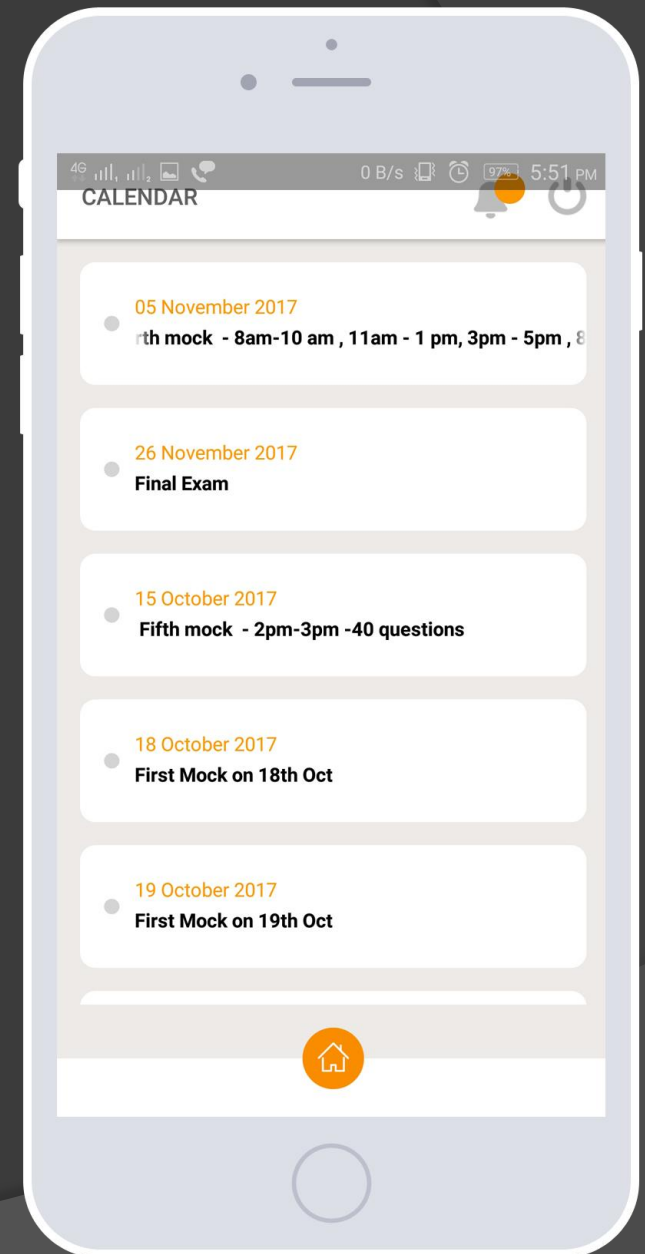 4G 0 B/s 97% 5:51 PM
CALENDAR
05 November 2017
rth mock - 8am-10 am , 11am - 1 pm, 3pm - 5pm , 8
26 November 2017
Final Exam
15 October 2017
Fifth mock - 2pm-3pm -40 questions
18 October 2017
First Mock on 18th Oct
19 October 2017
First Mock on 19th Oct